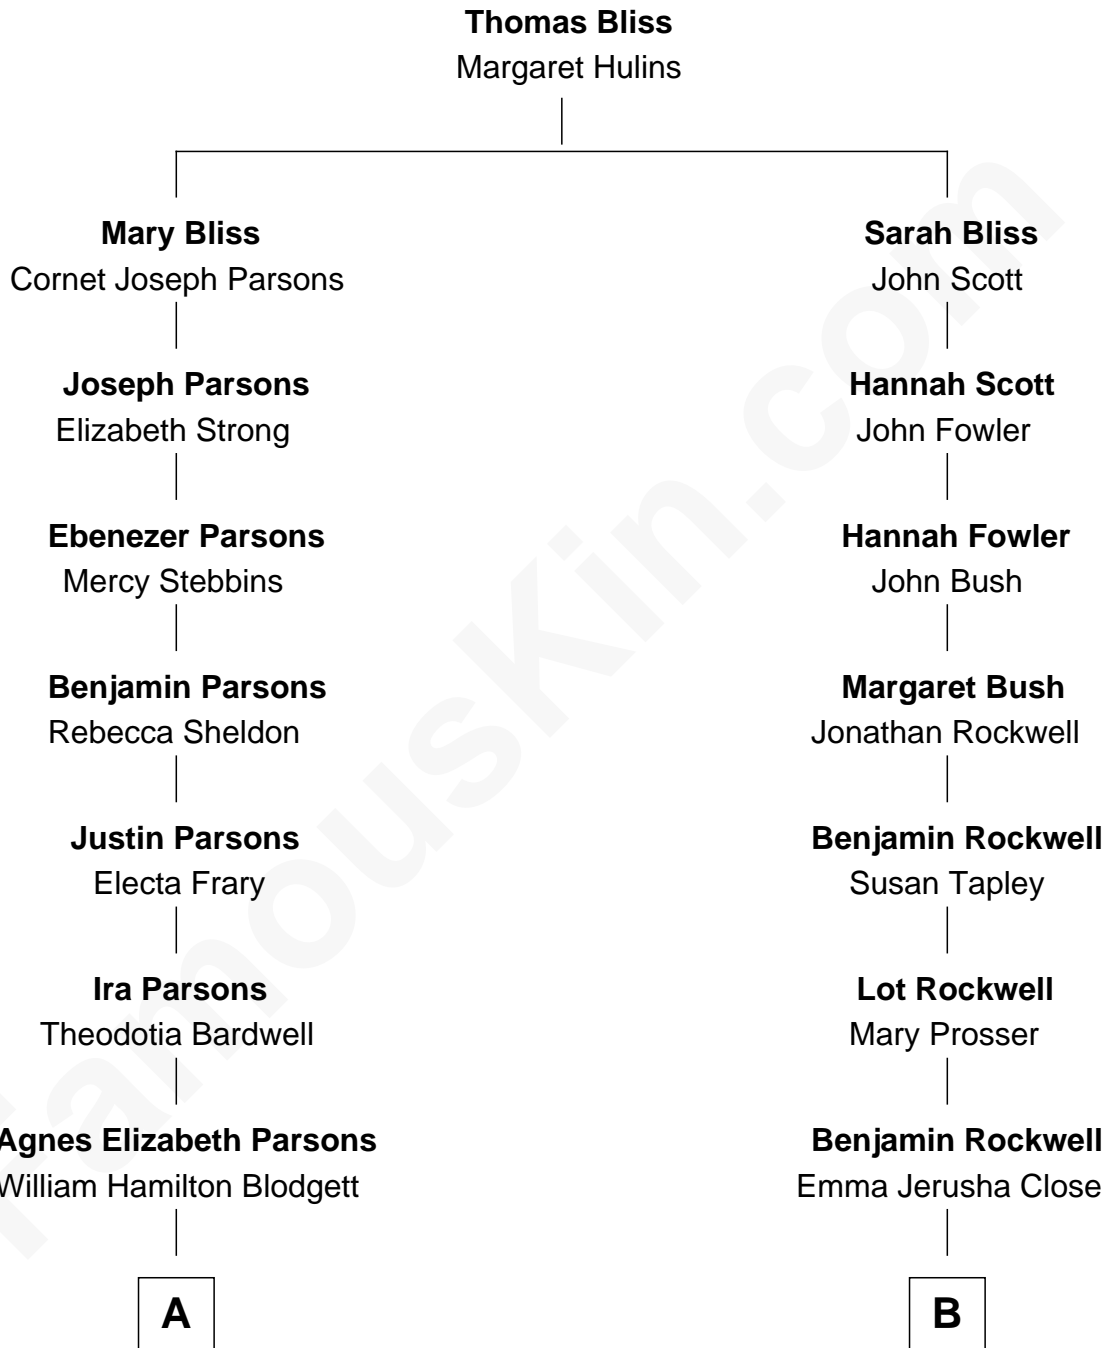 Thomas Bliss
Margaret Hulins
Mary Bliss
Cornet Joseph Parsons
Sarah Bliss
John Scott
Joseph Parsons
Elizabeth Strong
Hannah Scott
John Fowler
Ebenezer Parsons
Mercy Stebbins
Hannah Fowler
John Bush
Benjamin Parsons
Rebecca Sheldon
Margaret Bush
Jonathan Rockwell
Justin Parsons
Electa Frary
Benjamin Rockwell
Susan Tapley
Ira Parsons
Theodotia Bardwell
Lot Rockwell
Mary Prosser
Agnes Elizabeth Parsons
William Hamilton Blodgett
Benjamin Rockwell
Emma Jerusha Close
A
B
FamousKin.com